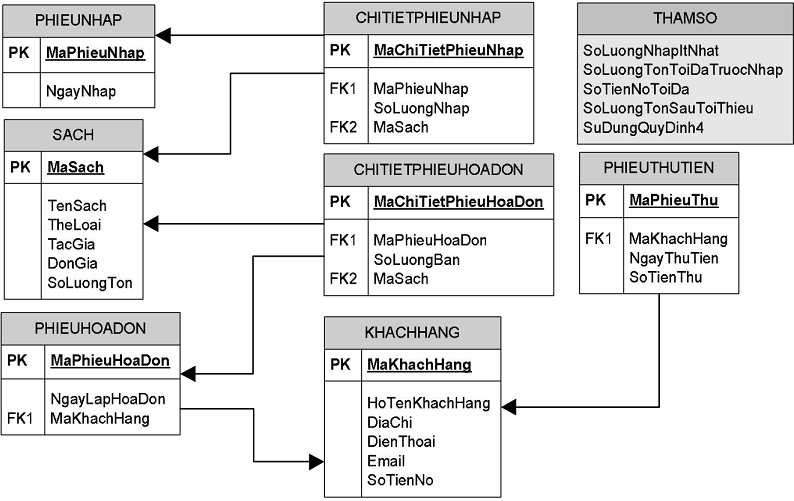 PHIEUNHAP
PK MaPhieuNhap
NgayNhap
CHITIETPHIEUNHAP
PK MaChiTietPhieuNhap
FK1 MaPhieuNhap
SoLuongNhap
FK2 MaSach
THAMSO
SoLuongNhapItNhat
SoLuongTonToiDaTruocNhap
SoTienNoToiDa
SoLuongTonSauToiThieu
SuDungQuyDinh4
SACH
PK MaSach
TenSach
TheLoai
TacGia
DonGia
SoLuongTon
CHITIETPHIEUHOADON
PK MaChiTietPhieuHoaDon
FK1 MaPhieuHoaDon
SoLuongBan
FK2 MaSach
PHIEUTHUTIEN
PK MaPhieuThu
FK1 MaKhachHang
NgayThuTien
SoTienThu
PHIEUHOADON
PK MaPhieuHoaDon
NgayLapHoaDon
FK1 MaKhachHang
KHACHHANG
PK MaKhachHang
HoTenKhachHang
DiaChi
DienThoai
Email
SoTienNo